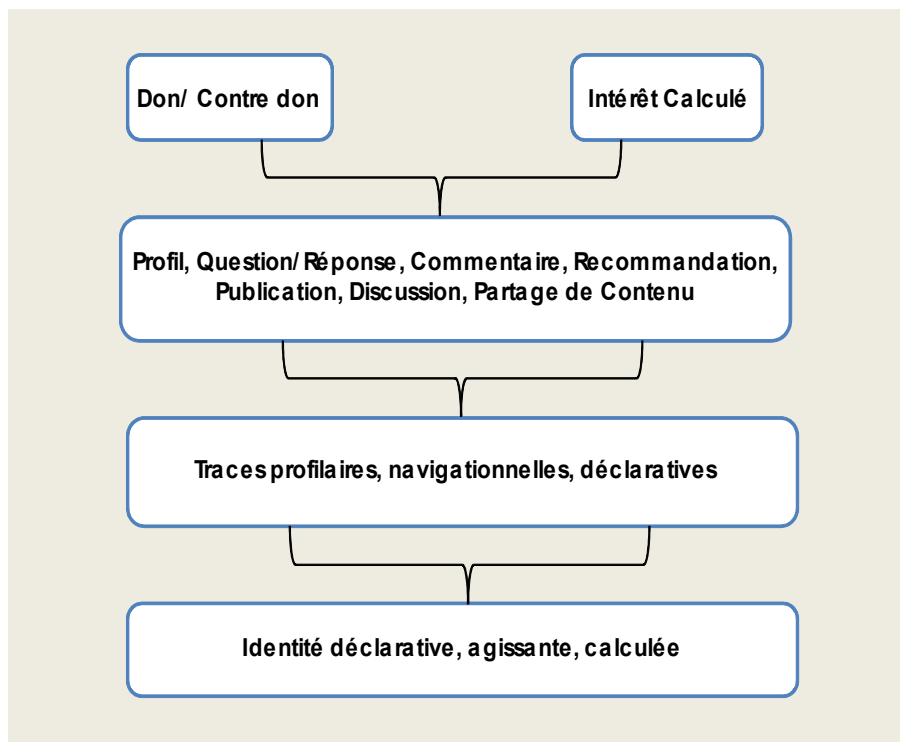 Don/ Contre don
Intérêt Calculé
Profil, Question/ Réponse, Commentaire, Recommandation,
Publication, Discussion, Partage de Contenu
Traces profilaires, navigationnelles, déclaratives
Identité déclarative, agissante, calculée